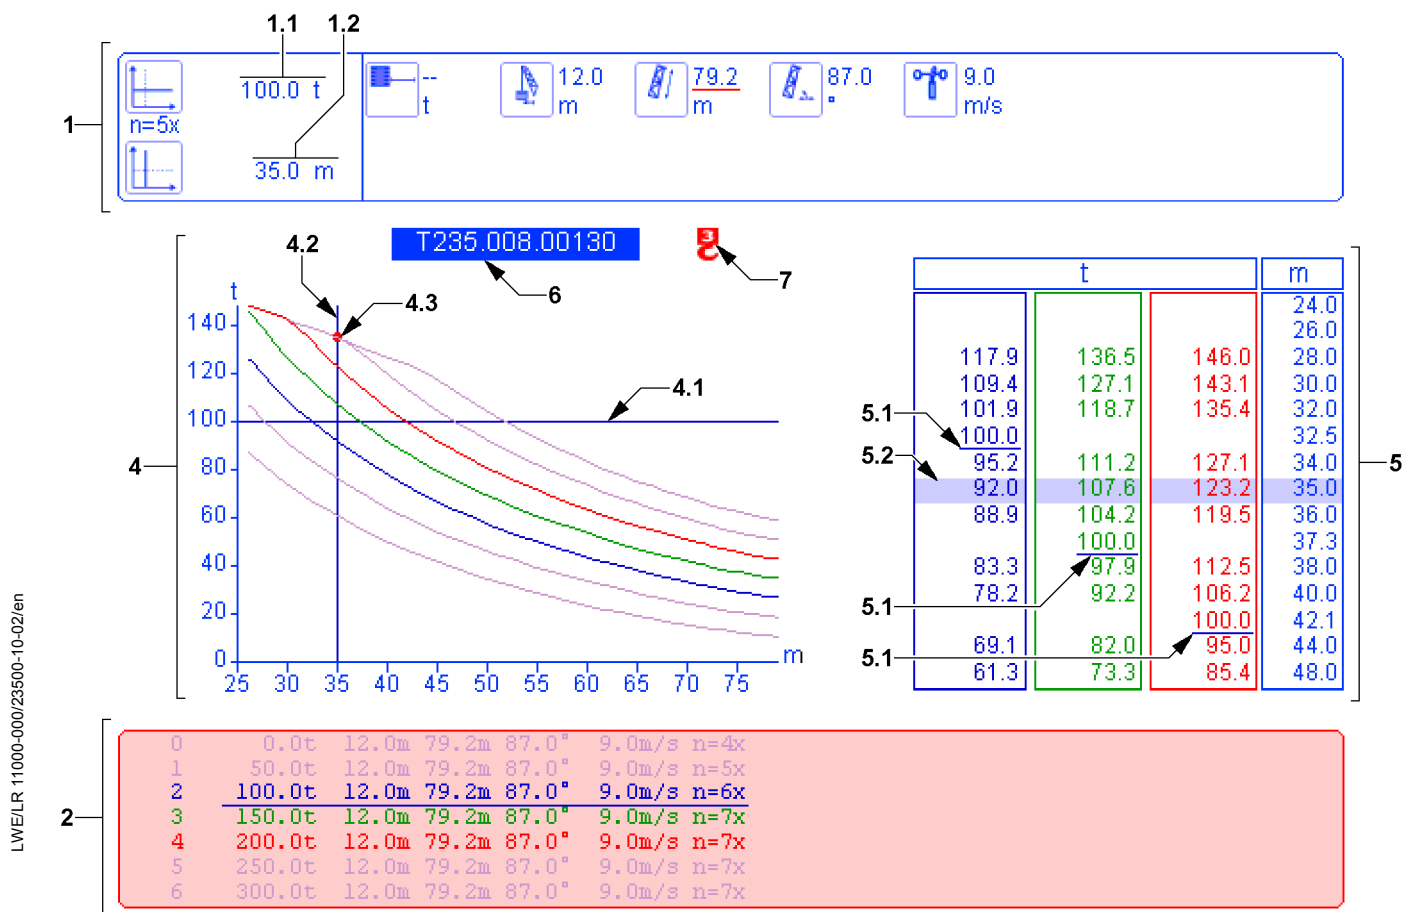 1.1 1.2
1
100.0 t
n=5x
35.0 m
-- t
12.0 m
79.2 m
87.0 °
9.0 m/s
4.2
T235.008.00130
3
7
6
4.3
4.1
4
t
140
120
100
80
60
40
20
0
25 30 35 40 45 50 55 60 65 70 75
m
t m
24.0
26.0
117.9 136.5 146.0 28.0
109.4 127.1 143.1 30.0
101.9 118.7 135.4 32.0
5.1 100.0 32.5
5.2 95.2 111.2 127.1 34.0
92.0 107.6 123.2 35.0
88.9 104.2 119.5 36.0
100.0 37.3
83.3 97.9 112.5 38.0
78.2 92.2 106.2 40.0
5.1 100.0 42.1
5.1 69.1 82.0 95.0 44.0
61.3 73.3 85.4 48.0
5
2
0 0.0t 12.0m 79.2m 87.0° 9.0m/s n=4x
1 50.0t 12.0m 79.2m 87.0° 9.0m/s n=5x
2 100.0t 12.0m 79.2m 87.0° 9.0m/s n=6x
3 150.0t 12.0m 79.2m 87.0° 9.0m/s n=7x
4 200.0t 12.0m 79.2m 87.0° 9.0m/s n=7x
5 250.0t 12.0m 79.2m 87.0° 9.0m/s n=7x
6 300.0t 12.0m 79.2m 87.0° 9.0m/s n=7x
LWE/LR 11000-000/23500-10-02/en